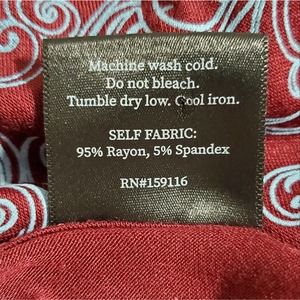 Machine wash cold.
Do not bleach.
Tumble dry low. Cool iron.
SELF FABRIC:
95% Rayon, 5% Spandex
RN#159116